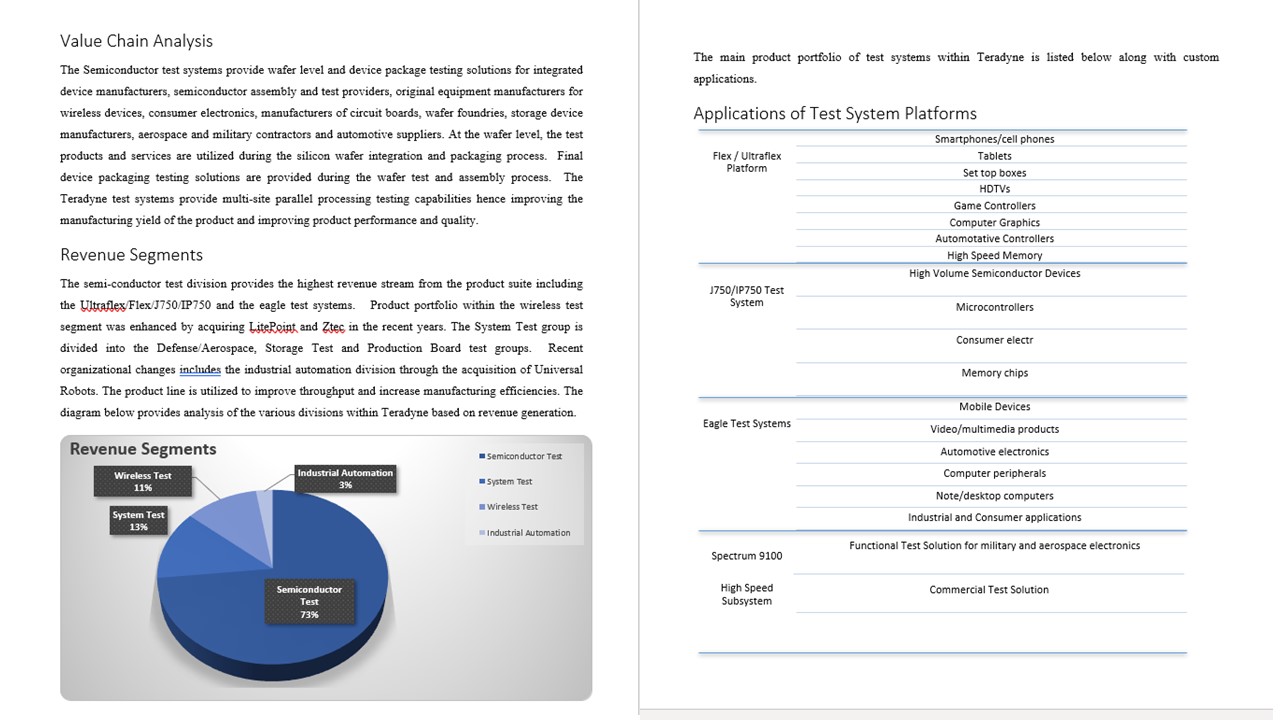 Value Chain Analysis
The Semiconductor test systems provide wafer level and device package testing solutions for integrated
device manufacturers, semiconductor assembly and test providers, original equipment manufacturers for
wireless devices, consumer electronics, manufacturers of circuit boards, wafer foundries, storage device
manufacturers, aerospace and military contractors and automotive suppliers. At the wafer level, the test
products and services are utilized during the silicon wafer integration and packaging process. Final
device packaging testing solutions are provided during the wafer test and assembly process. The
Teradyne test systems provide multi-site parallel processing testing capabilities hence improving the
manufacturing yield of the product and improving product performance and quality.
Revenue Segments
The semi-conductor test division provides the highest revenue stream from the product suite including
the Ultraflex/Flex/J750/IP750 and the eagle test systems. Product portfolio within the wireless test
segment was enhanced by acquiring LitePoint and Ztec in the recent years. The System Test group is
divided into the Defense/Aerospace, Storage Test and Production Board test groups. Recent
organizational changes includes the industrial automation division through the acquisition of Universal
Robots. The product line is utilized to improve throughput and increase manufacturing efficiencies. The
diagram below provides analysis of the various divisions within Teradyne based on revenue generation.
Revenue Segments
Wireless Test
11%
Industrial Automation
3%
System Test
13%
Semiconductor
Test
73%
Semiconductor Test
System Test
Wireless Test
Industrial Automation
The main product portfolio of test systems within Teradyne is listed below along with custom
applications.
Applications of Test System Platforms
Flex / Ultraflex
Platform
Smartphones/cell phones
Tablets
Set top boxes
HDTVs
Game Controllers
Computer Graphics
Automotative Controllers
High Speed Memory
J750/IP750 Test
System
High Volume Semiconductor Devices
Microcontrollers
Consumer electr
Memory chips
Eagle Test Systems
Mobile Devices
Video/multimedia products
Automotive electronics
Computer peripherals
Note/desktop computers
Industrial and Consumer applications
Spectrum 9100
Functional Test Solution for military and aerospace electronics
High Speed
Subsystem
Commercial Test Solution